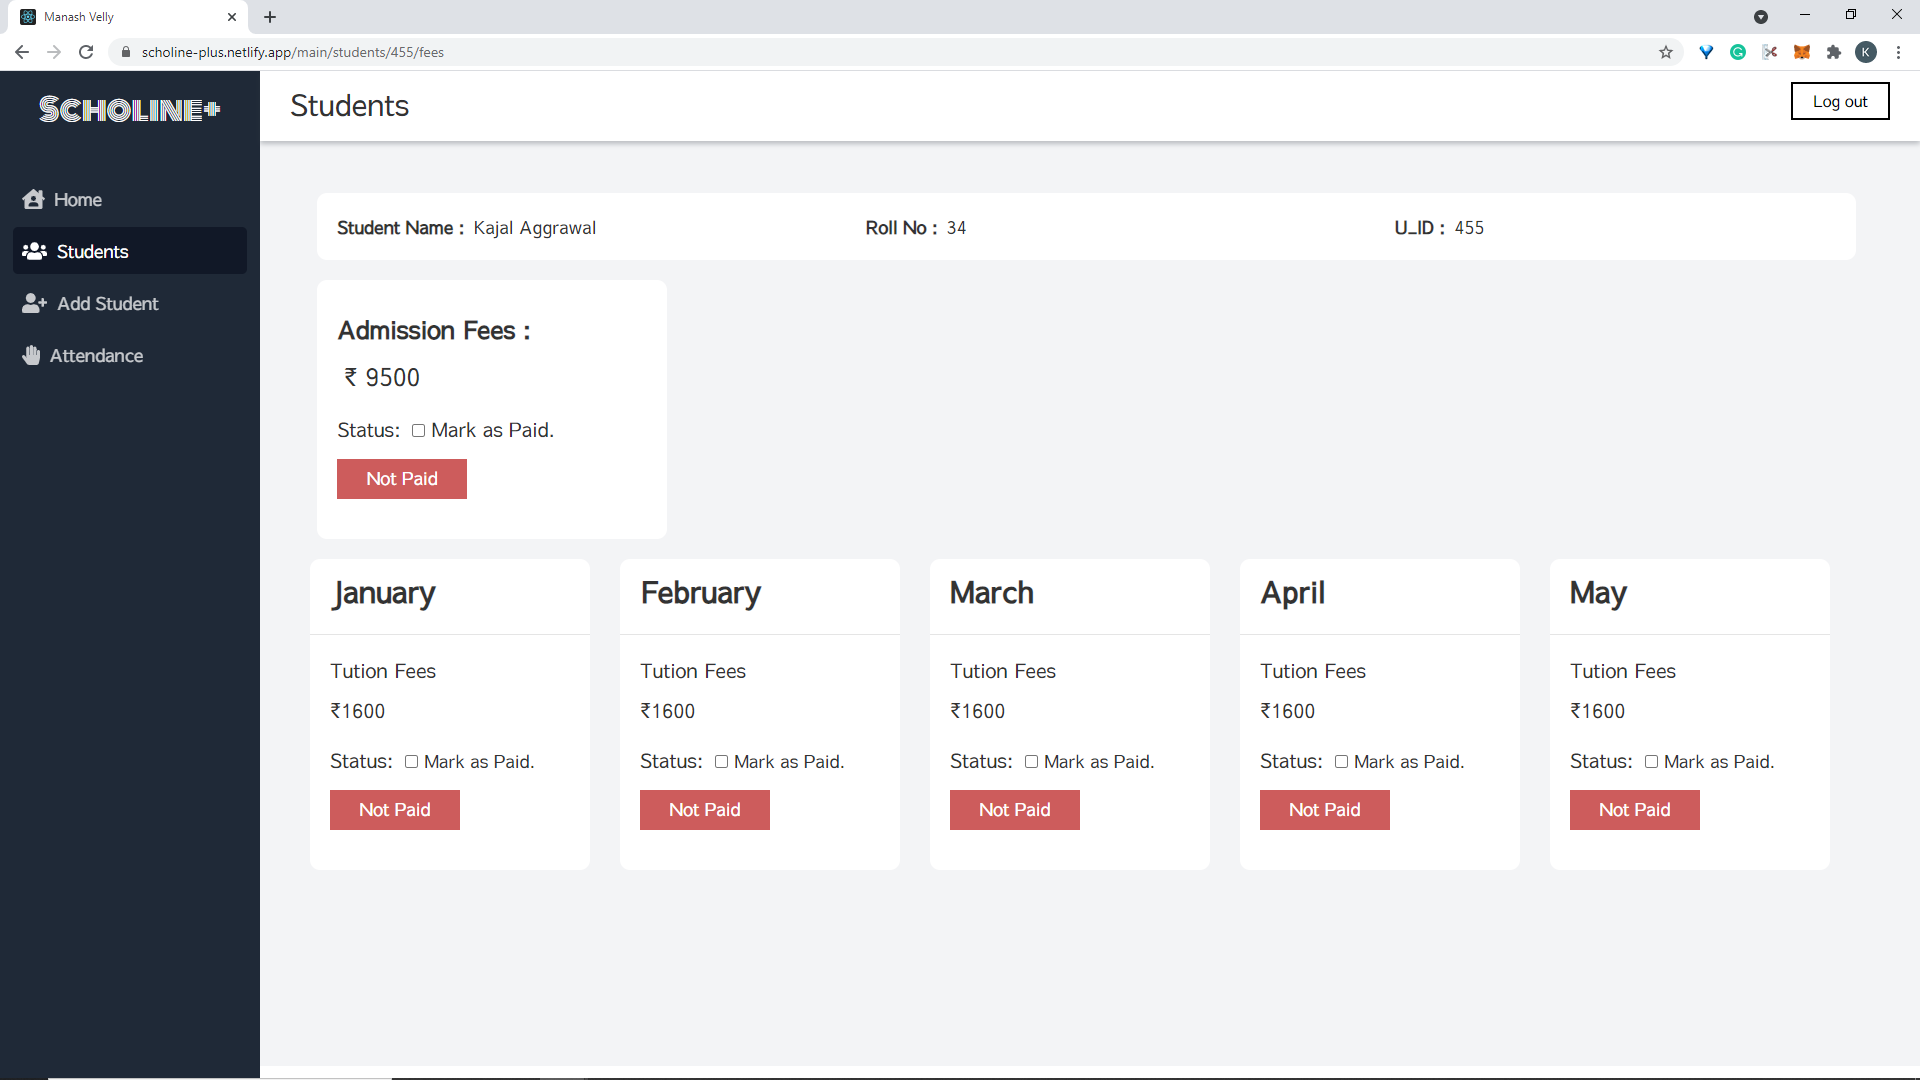 Manash Velly
scholine-plus.netlify.app/main/students/455/fees
K
SCHOLINE+
Students
Log out
Home
Students
Add Student
Attendance
Student Name : Kajal Aggrawal
Roll No : 34
U_ID : 455
Admission Fees :
₹ 9500
Status: Mark as Paid.
Not Paid
January
Tution Fees
₹1600
Status: Mark as Paid.
Not Paid
February
Tution Fees
₹1600
Status: Mark as Paid.
Not Paid
March
Tution Fees
₹1600
Status: Mark as Paid.
Not Paid
April
Tution Fees
₹1600
Status: Mark as Paid.
Not Paid
May
Tution Fees
₹1600
Status: Mark as Paid.
Not Paid